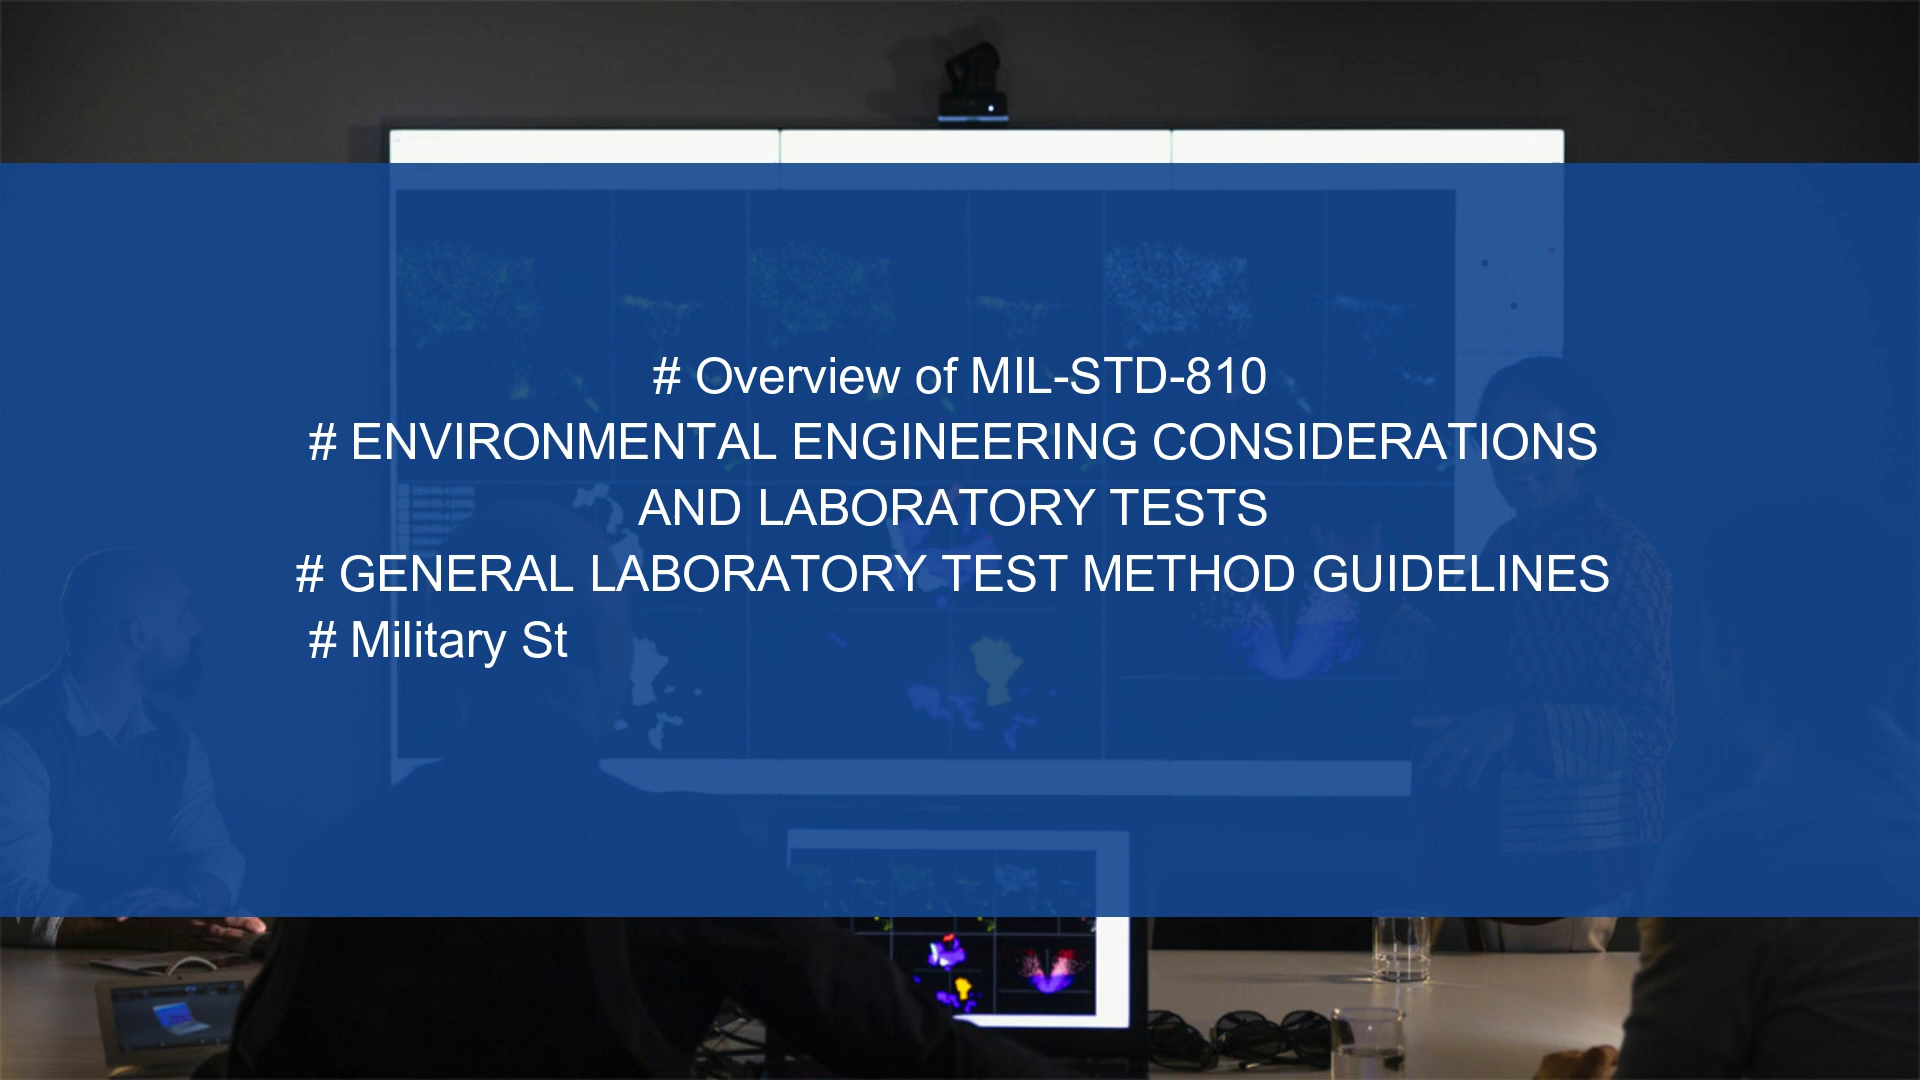 # Overview of MIL-STD-810
# ENVIRONMENTAL ENGINEERING CONSIDERATIONS
AND LABORATORY TESTS
# GENERAL LABORATORY TEST METHOD GUIDELINES
# Military St